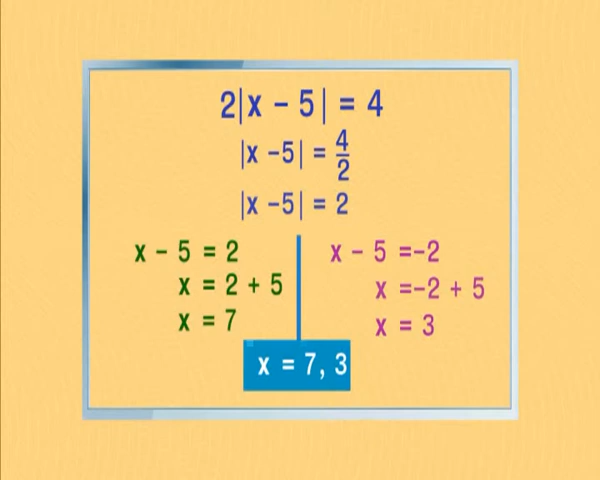 2|x - 5| = 4
|x -5| = 4/2
|x -5| = 2
x - 5 = 2
x = 2 + 5
x = 7
x - 5 =-2
x =-2 + 5
x = 3
x = 7, 3